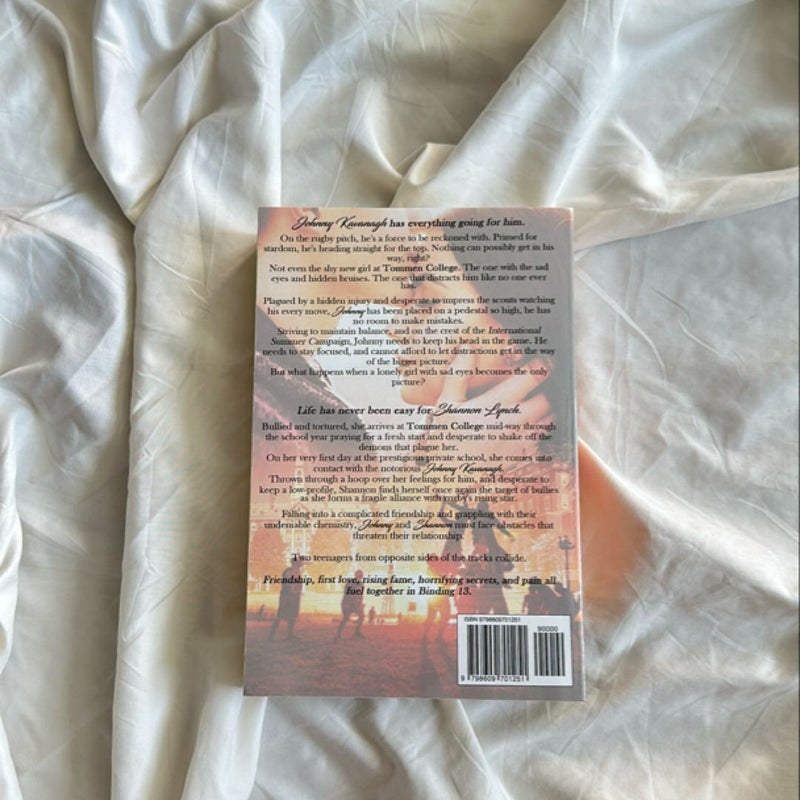 Johnny Kavanagh has everything going for him.
On the rugby pitch, he's a force to be reckoned with. Primed for
stardom, he's heading straight for the top. Nothing can possibly get in his
way, right?
Not even the shy new girl at Tommen College. The one with the sad
eyes and hidden bruises. The one that distracts him like no one ever
has.
Plagued by a hidden injury and desperate to impress the scouts watching
his every move, Johnny has been placed on a pedestal so high, he has
no room to make mistakes.
Striving to maintain balance, and on the crest of the International
Summer Campaign, Johnny needs to keep his head in the game. He
needs to stay focused, and cannot afford to let distractions get in the way
of the bigger picture.
But what happens when a lonely girl with sad eyes becomes the only
picture?
Life has never been easy for Shannon Lynch.
Bullied and tortured, she arrives at Tommen College mid-way through
the school year praying for a fresh start and desperate to shake off the
demons that plague her.
On her very first day at the prestigious private school, she comes into
contact with the notorious Johnny Kavanagh.
Thrown through a hoop over her feelings for him, and desperate to
keep a low-profile, Shannon finds herself once again the target of bullies
as she forms a fragile alliance with rugby's rising star.
Falling into a complicated friendship and grappling with their
undeniable chemistry, Johnny and Shannon must face obstacles that
threaten their relationship.
Two teenagers from opposite sides of the tracks collide.
Friendship, first love, rising fame, horrifying secrets, and pain all
fuel together in Binding 13.
ISBN 9798609701251
90000
9 798609 701251